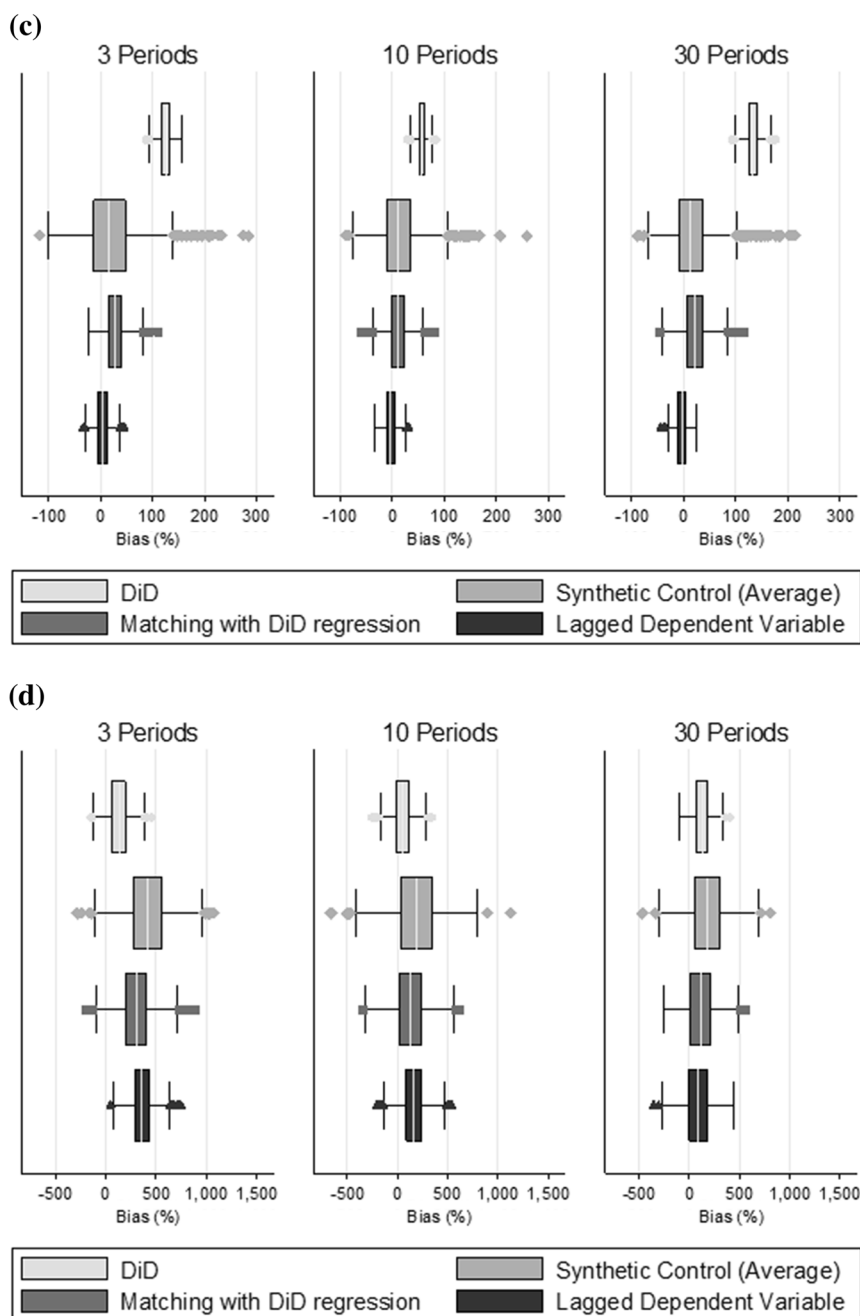 (c)
3 Periods
10 Periods
30 Periods
-100 0 100 200 300
-100 0 100 200 300
-100 0 100 200 300
Bias (%)
Bias (%)
Bias (%)
DiD
Synthetic Control (Average)
Matching with DiD regression
Lagged Dependent Variable
(d)
3 Periods
10 Periods
30 Periods
-500 0 500 1,000 1,500
-500 0 500 1,000 1,500
-500 0 500 1,000 1,500
Bias (%)
Bias (%)
Bias (%)
DiD
Synthetic Control (Average)
Matching with DiD regression
Lagged Dependent Variable